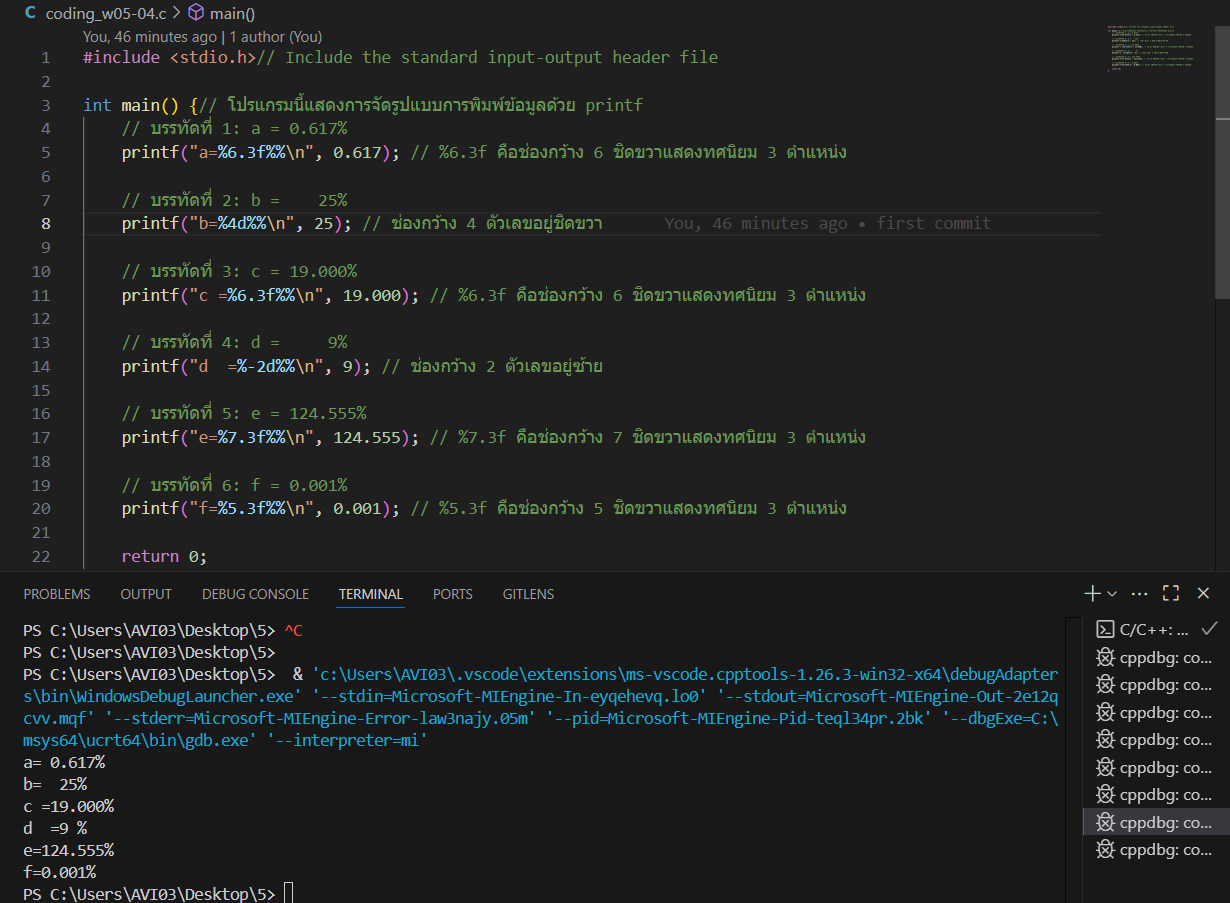 coding_w05-04.c > main()
You, 46 minutes ago | 1 author (You)
1 #include <stdio.h>// Include the standard input-output header file
2
3 int main() {// โปรแกรมนี้แสดงการจัดรูปแบบการพิมพ์ข้อมูลด้วย printf
4 // บรรทัดที่ 1: a = 0.617%
5 printf("a=%6.3f%%\n", 0.617); // %6.3f คือช่องกว้าง 6 ชิดขวาแสดงทศนิยม 3 ตำแหน่ง
6
7 // บรรทัดที่ 2: b =    25%
8 printf("b=%4d%%\n", 25); // ช่องกว้าง 4 ตัวเลขอยู่ชิดขวา You, 46 minutes ago • first commit
9
10 // บรรทัดที่ 3: c = 19.000%
11 printf("c =%6.3f%%\n", 19.000); // %6.3f คือช่องกว้าง 6 ชิดขวาแสดงทศนิยม 3 ตำแหน่ง
12
13 // บรรทัดที่ 4: d =     9%
14 printf("d  =%-2d%%\n", 9); // ช่องกว้าง 2 ตัวเลขอยู่ซ้าย
15
16 // บรรทัดที่ 5: e = 124.555%
17 printf("e=%7.3f%%\n", 124.555); // %7.3f คือช่องกว้าง 7 ชิดขวาแสดงทศนิยม 3 ตำแหน่ง
18
19 // บรรทัดที่ 6: f = 0.001%
20 printf("f=%5.3f%%\n", 0.001); // %5.3f คือช่องกว้าง 5 ชิดขวาแสดงทศนิยม 3 ตำแหน่ง
21
22 return 0;
PROBLEMS OUTPUT DEBUG CONSOLE TERMINAL PORTS GITLENS
PS C:\Users\AVI03\Desktop\5> ^C
PS C:\Users\AVI03\Desktop\5>
PS C:\Users\AVI03\Desktop\5>  & 'c:\Users\AVI03\.vscode\extensions\ms-vscode.cpptools-1.26.3-win32-x64\debugAdapter
s\bin\WindowsDebugLauncher.exe' '--stdin=Microsoft-MIEngine-In-eyqehevq.lo0' '--stdout=Microsoft-MIEngine-Out-2e12q
cvv.mqf' '--stderr=Microsoft-MIEngine-Error-law3najy.05m' '--pid=Microsoft-MIEngine-Pid-teql34pr.2bk' '--dbgExe=C:\
msys64\ucrt64\bin\gdb.exe' '--interpreter=mi'
a= 0.617%
b=  25%
c =19.000%
d  =9 %
e=124.555%
f=0.001%
PS C:\Users\AVI03\Desktop\5>
C/C++: ...
cppdbg: co...
cppdbg: co...
cppdbg: co...
cppdbg: co...
cppdbg: co...
cppdbg: co...
cppdbg: co...
cppdbg: co...